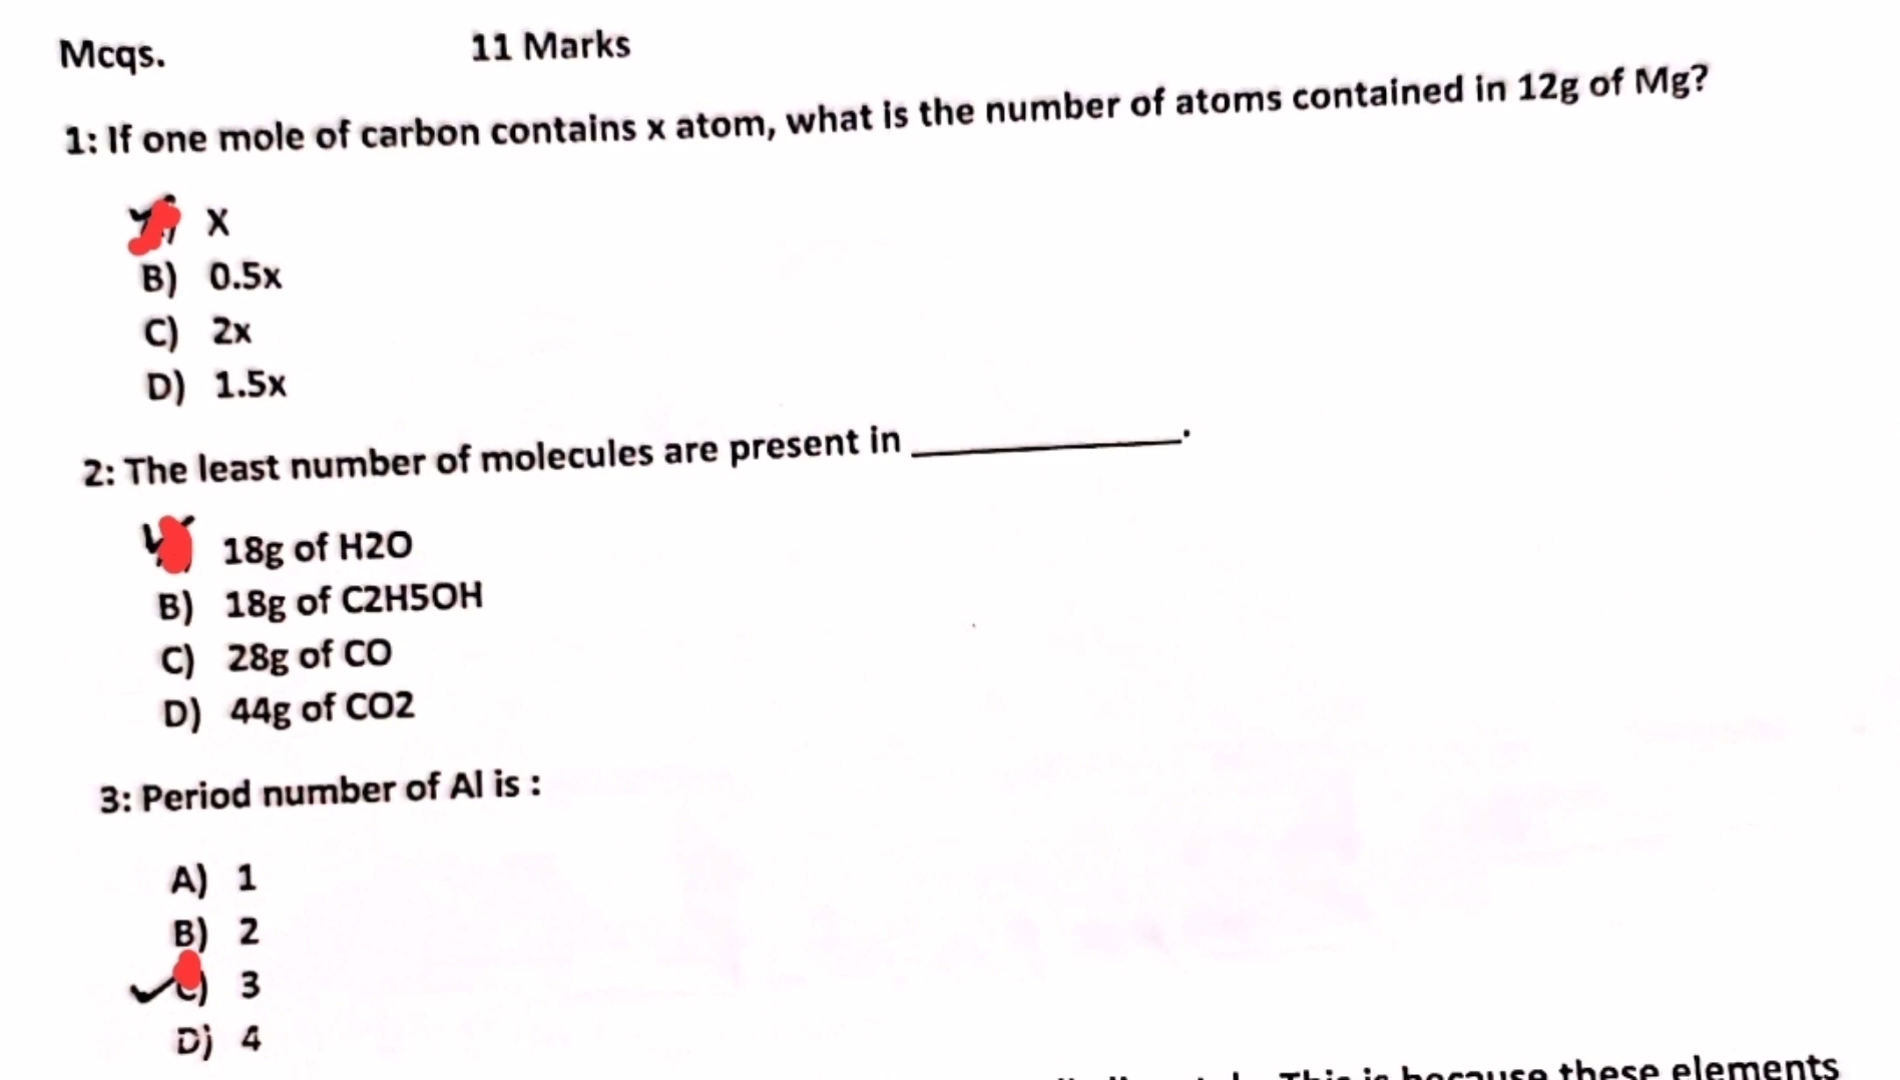 Mcqs. 11 Marks
1: If one mole of carbon contains x atom, what is the number of atoms contained in 12g of Mg?
X
B) 0.5x
C) 2x
D) 1.5x
2: The least number of molecules are present in ____________.
18g of H2O
B) 18g of C2H5OH
C) 28g of CO
D) 44g of CO2
3: Period number of Al is :
A) 1
B) 2
C) 3
D) 4
This is because these elements